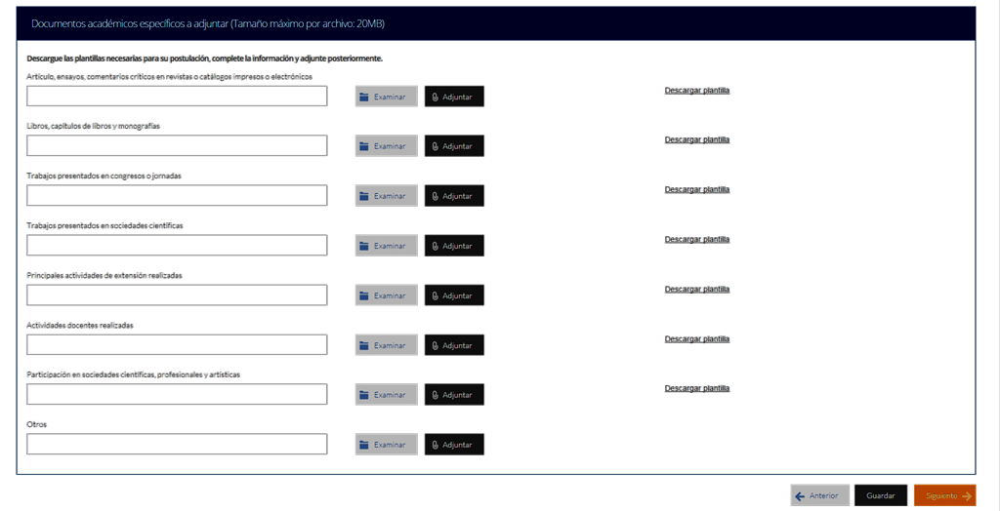 Documentos académicos específicos a adjuntar (Tamaño máximo por archivo: 20MB)
Descargue las plantillas necesarias para su postulación, complete la información y adjunte posteriormente.
Artículo, ensayos, comentarios críticos en revistas o catálogos impresos o electrónicos
Examinar Adjuntar Descargar plantilla
Libros, capítulos de libros y monografías
Examinar Adjuntar Descargar plantilla
Trabajos presentados en congresos o jornadas
Examinar Adjuntar Descargar plantilla
Trabajos presentados en sociedades científicas
Examinar Adjuntar Descargar plantilla
Principales actividades de extensión realizadas
Examinar Adjuntar Descargar plantilla
Actividades docentes realizadas
Examinar Adjuntar Descargar plantilla
Participación en sociedades científicas, profesionales y artísticas
Examinar Adjuntar Descargar plantilla
Otros
Examinar Adjuntar
Anterior Guardar Siguiente